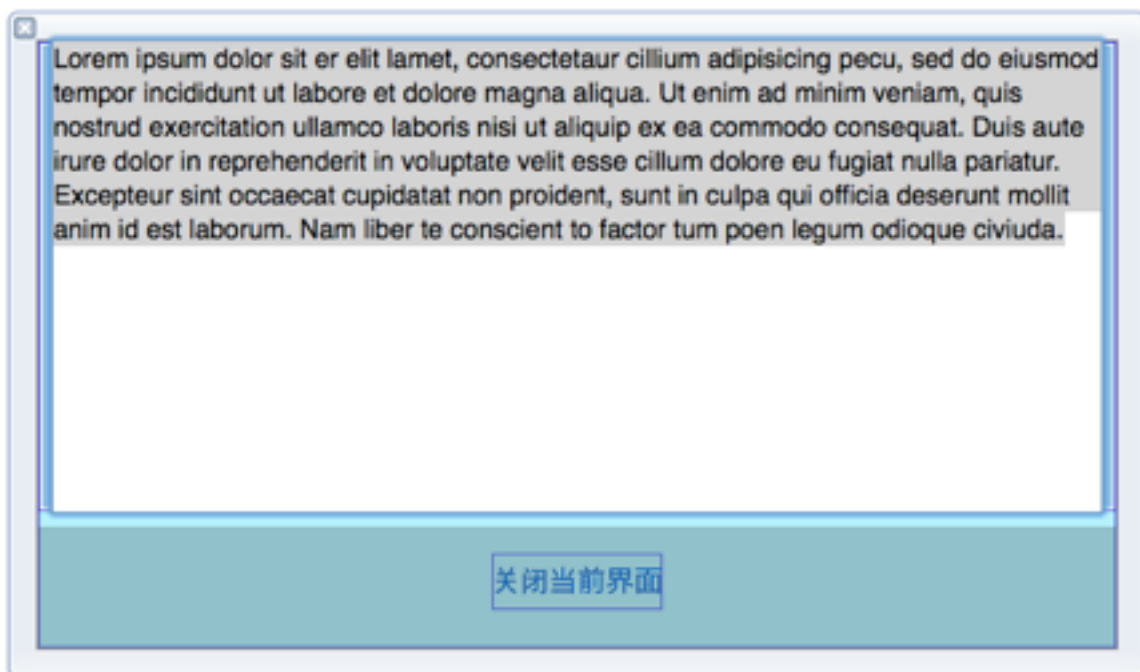 Lorem ipsum dolor sit er elit lamet, consectetaur cillium adipisicing pecu, sed do eiusmod
tempor incididunt ut labore et dolore magna aliqua. Ut enim ad minim veniam, quis
nostrud exercitation ullamco laboris nisi ut aliquip ex ea commodo consequat. Duis aute
irure dolor in reprehenderit in voluptate velit esse cillum dolore eu fugiat nulla pariatur.
Excepteur sint occaecat cupidatat non proident, sunt in culpa qui officia deserunt mollit
anim id est laborum. Nam liber te conscient to factor tum poen legum odioque civiuda.
关闭当前界面